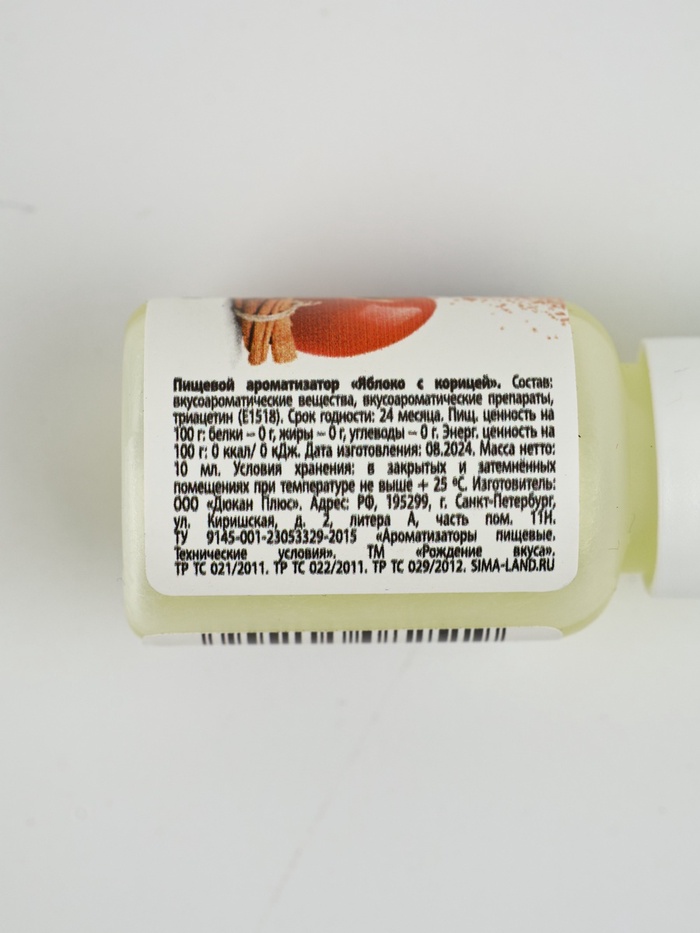 Пищевой ароматизатор «Яблоко с корицей». Состав:
вкусоароматические вещества, вкусоароматические препараты,
триацетин (Е1518). Срок годности: 24 месяца. Пищ. ценность на
100 г: белки – 0 г, жиры – 0 г, углеводы – 0 г. Энерг. ценность на
100 г: 0 ккал/ 0 кДж. Дата изготовления: 08.2024. Масса нетто:
10 мл. Условия хранения: в закрытых и затемненных
помещениях при температуре не выше + 25 ºС. Изготовитель:
ООО «Дюкан Плюс». Адрес: РФ, 195299, г. Санкт-Петербург,
ул. Киришская, д. 2, литера А, часть пом. 11Н.
ТУ 9145-001-23053329-2015 «Ароматизаторы пищевые.
Технические условия». ТМ «Рождение вкуса».
ТР ТС 021/2011. ТР ТС 022/2011. ТР ТС 029/2012. SIMA-LAND.RU